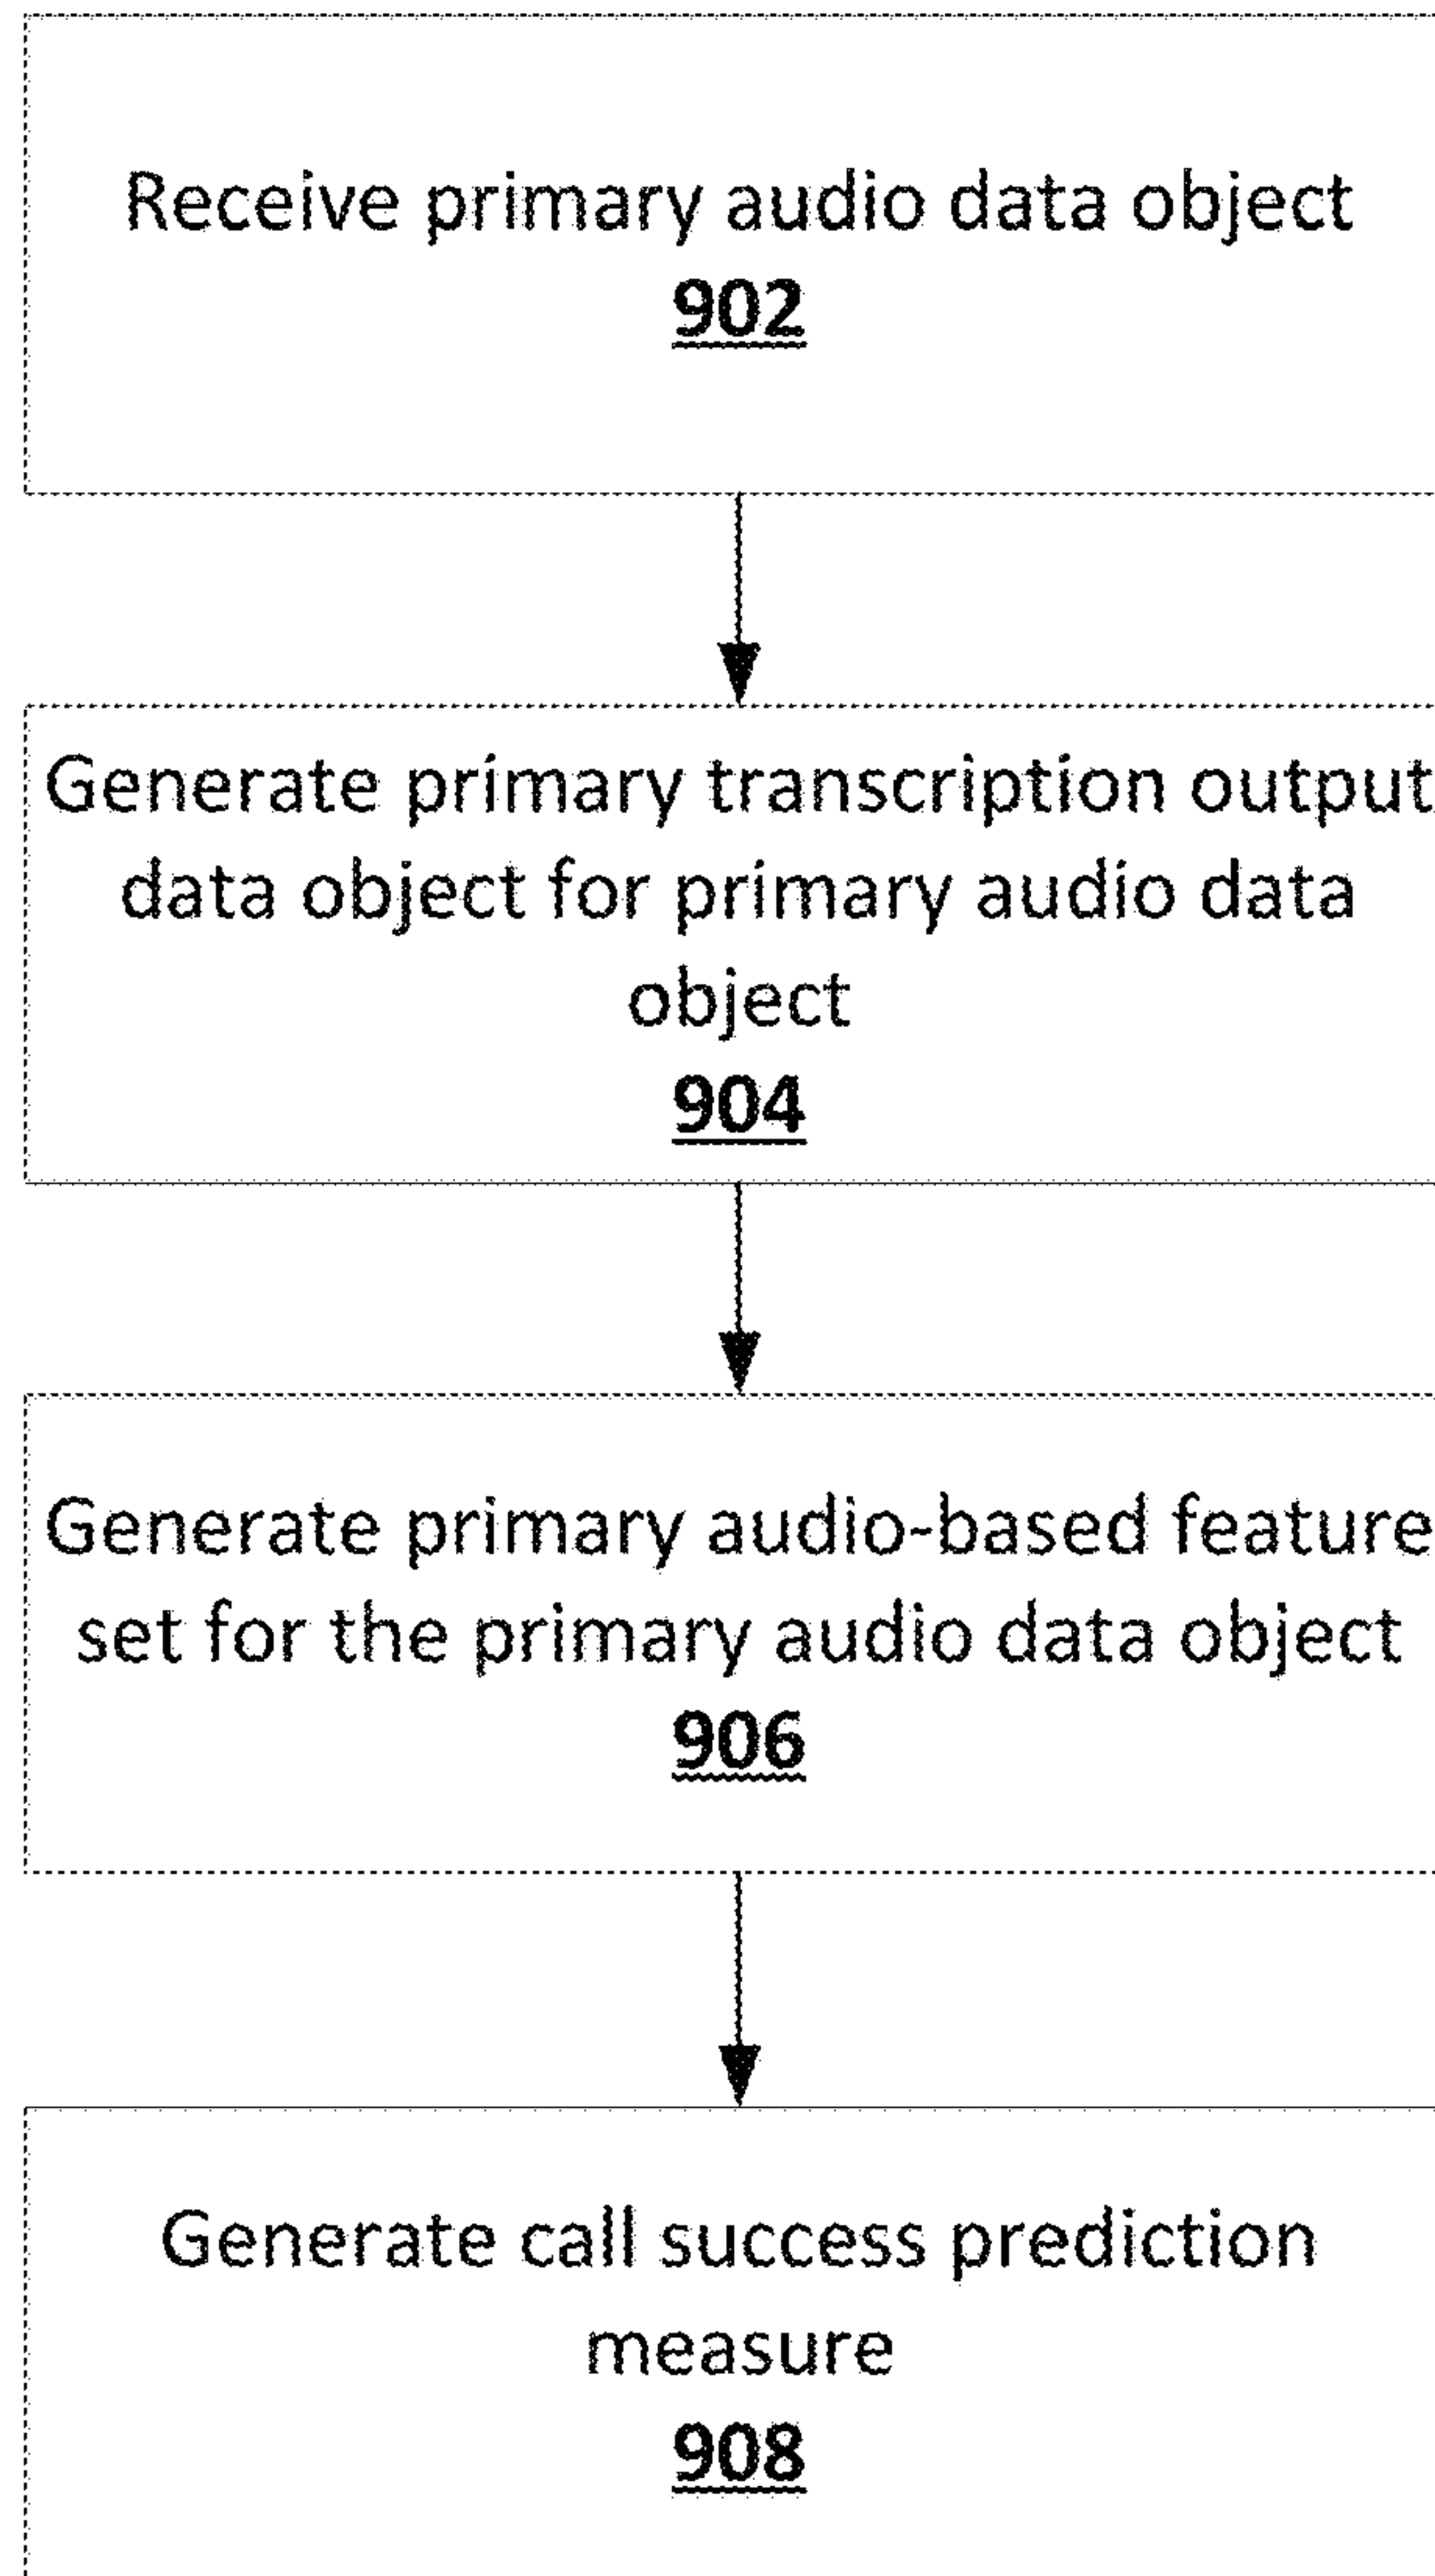 Receive primary audio data object
902
Generate primary transcription output
data object for primary audio data
object
904
Generate primary audio-based feature
set for the primary audio data object
906
Generate call success prediction
measure
908